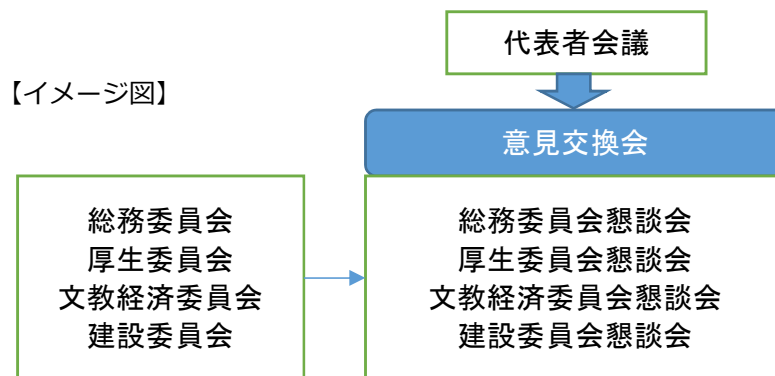 代表者会議
【イメージ図】
意見交換会
総務委員会
厚生委員会
文教経済委員会
建設委員会
総務委員会懇談会
厚生委員会懇談会
文教経済委員会懇談会
建設委員会懇談会